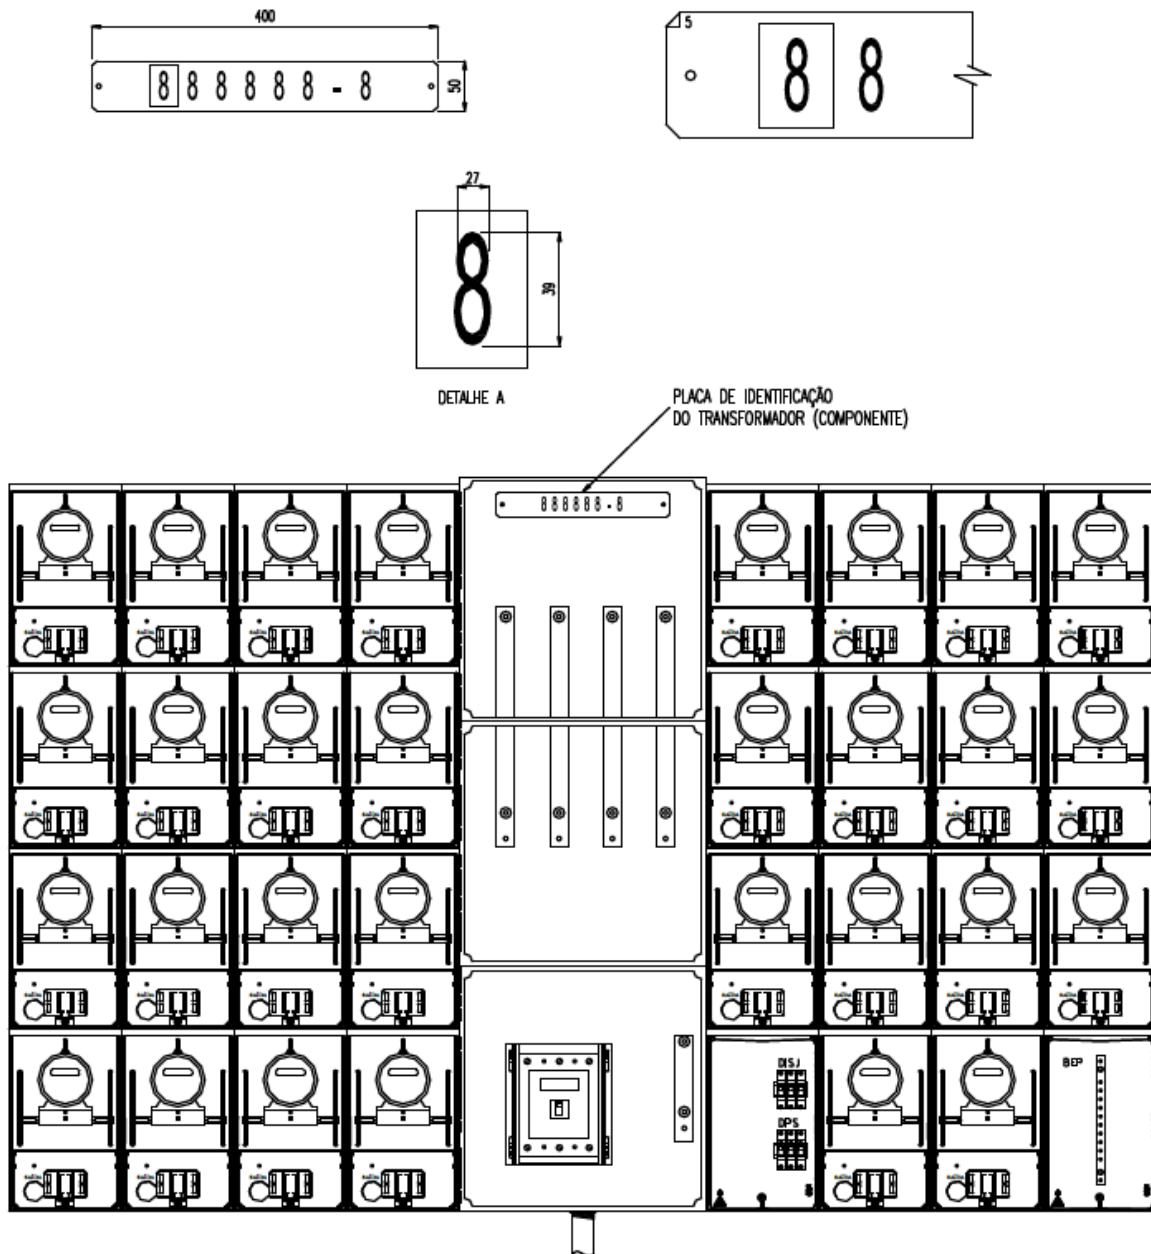 400
5
8 8 8 8 8 8 - 8
50
8 8
27
8
39
DETALHE A
PLACA DE IDENTIFICAÇÃO
DO TRANSFORMADOR (COMPONENTE)
888888-8
DISJ
BEP
DPS